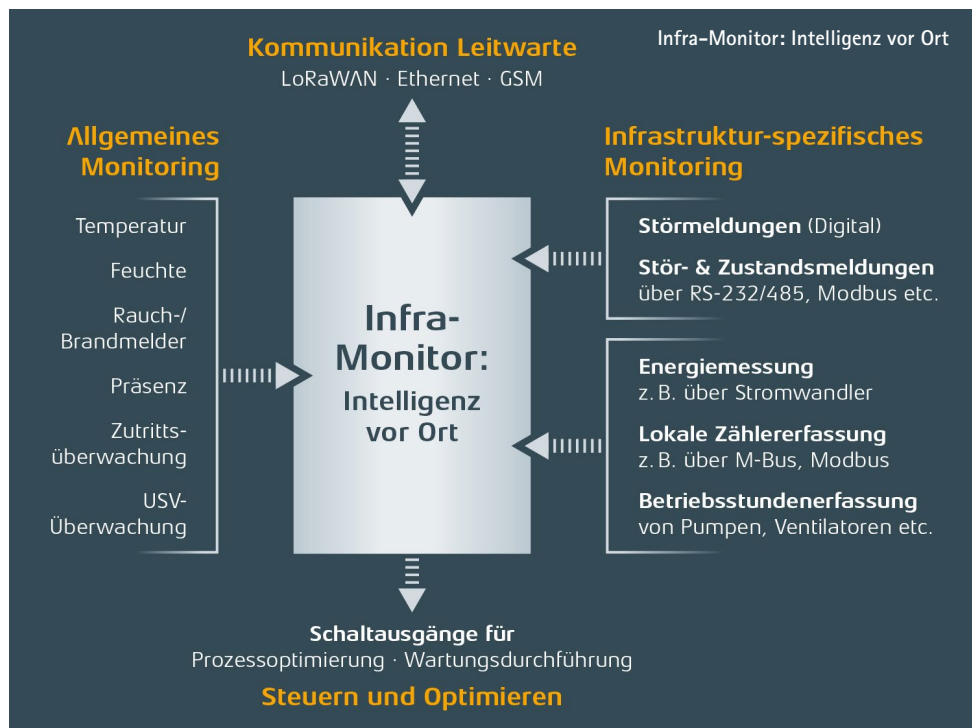 Infra-Monitor: Intelligenz vor Ort
Kommunikation Leitwarte
LoRaWAN · Ethernet · GSM
Allgemeines
Monitoring
Temperatur
Feuchte
Rauch-/
Brandmelder
Präsenz
Zutritts-
überwachung
USV-
Überwachung
Infra-
Monitor:
Intelligenz
vor Ort
Infrastruktur-spezifisches
Monitoring
Störmeldungen (Digital)
Stör- & Zustandsmeldungen
über RS-232/485, Modbus etc.
Energiemessung
z. B. über Stromwandler
Lokale Zählererfassung
z. B. über M-Bus, Modbus
Betriebsstundenerfassung
von Pumpen, Ventilatoren etc.
Schaltausgänge für
Prozessoptimierung · Wartungsdurchführung
Steuern und Optimieren